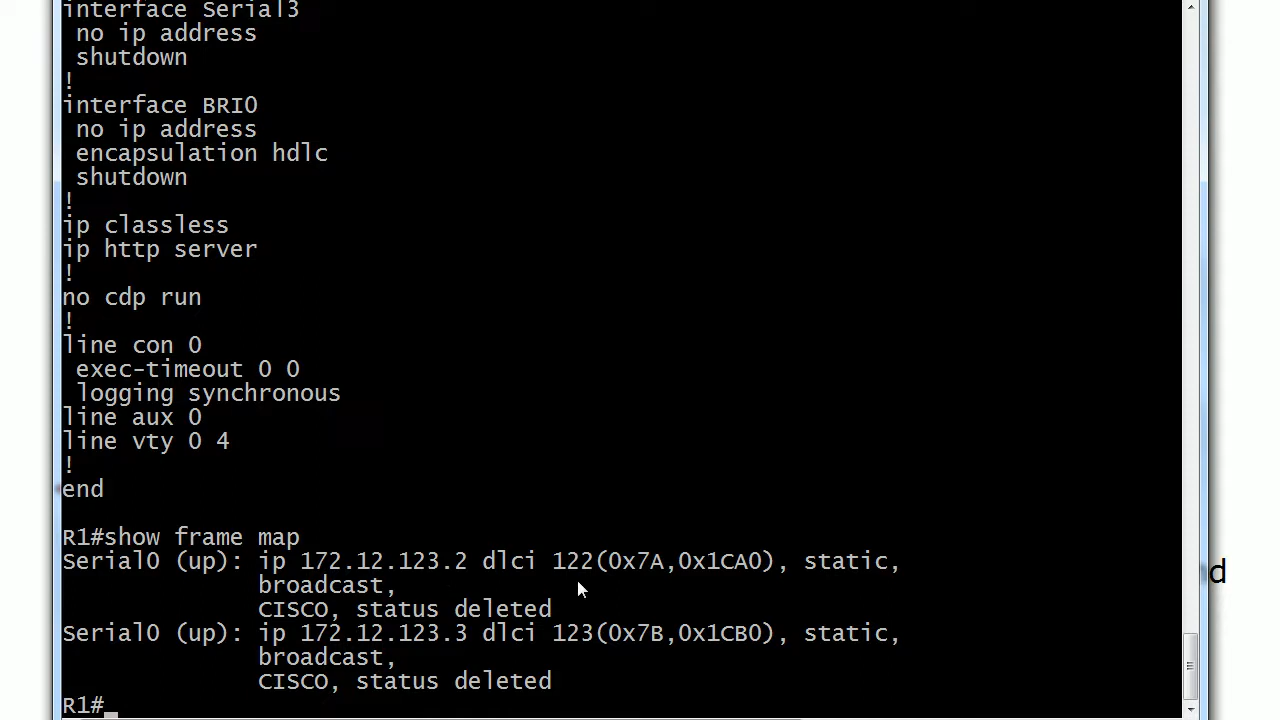 interface Serial3
 no ip address
 shutdown
!
interface BRI0
 no ip address
 encapsulation hdlc
 shutdown
!
ip classless
ip http server
!
no cdp run
!
line con 0
 exec-timeout 0 0
 logging synchronous
line aux 0
line vty 0 4
!
end
R1#show frame map
Serial0 (up): ip 172.12.123.2 dlci 122(0x7A,0x1CA0), static,
              broadcast,
              CISCO, status deleted
Serial0 (up): ip 172.12.123.3 dlci 123(0x7B,0x1CB0), static,
              broadcast,
              CISCO, status deleted
R1#
d